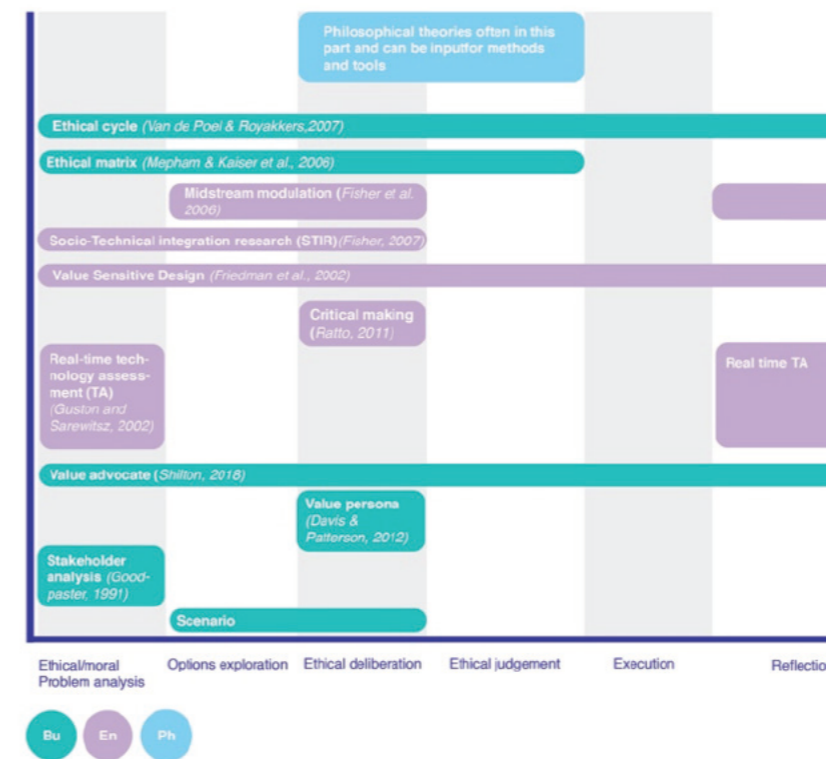 Philosophical theories often in this
part and can be inputfor methods
and tools
Ethical cycle (Van de Poel & Royakkers,2007)
Ethical matrix (Mepham & Kaiser et al., 2006)
Midstream modulation (Fisher et al.
2006)
Socio-Technical integration research (STIR)(Fisher, 2007)
Value Sensitive Design (Friedman et al., 2002)
Critical making
(Ratto, 2011)
Real-time tech-
nology assess-
ment (TA)
(Guston and
Sarewitsz, 2002)
Real time TA
Value advocate (Shilton, 2018)
Value persona
(Davis &
Patterson, 2012)
Stakeholder
analysis (Good-
paster, 1991)
Scenario
Ethical/moral
Problem analysis
Options exploration
Ethical deliberation
Ethical judgement
Execution
Reflectio
Bu
En
Ph